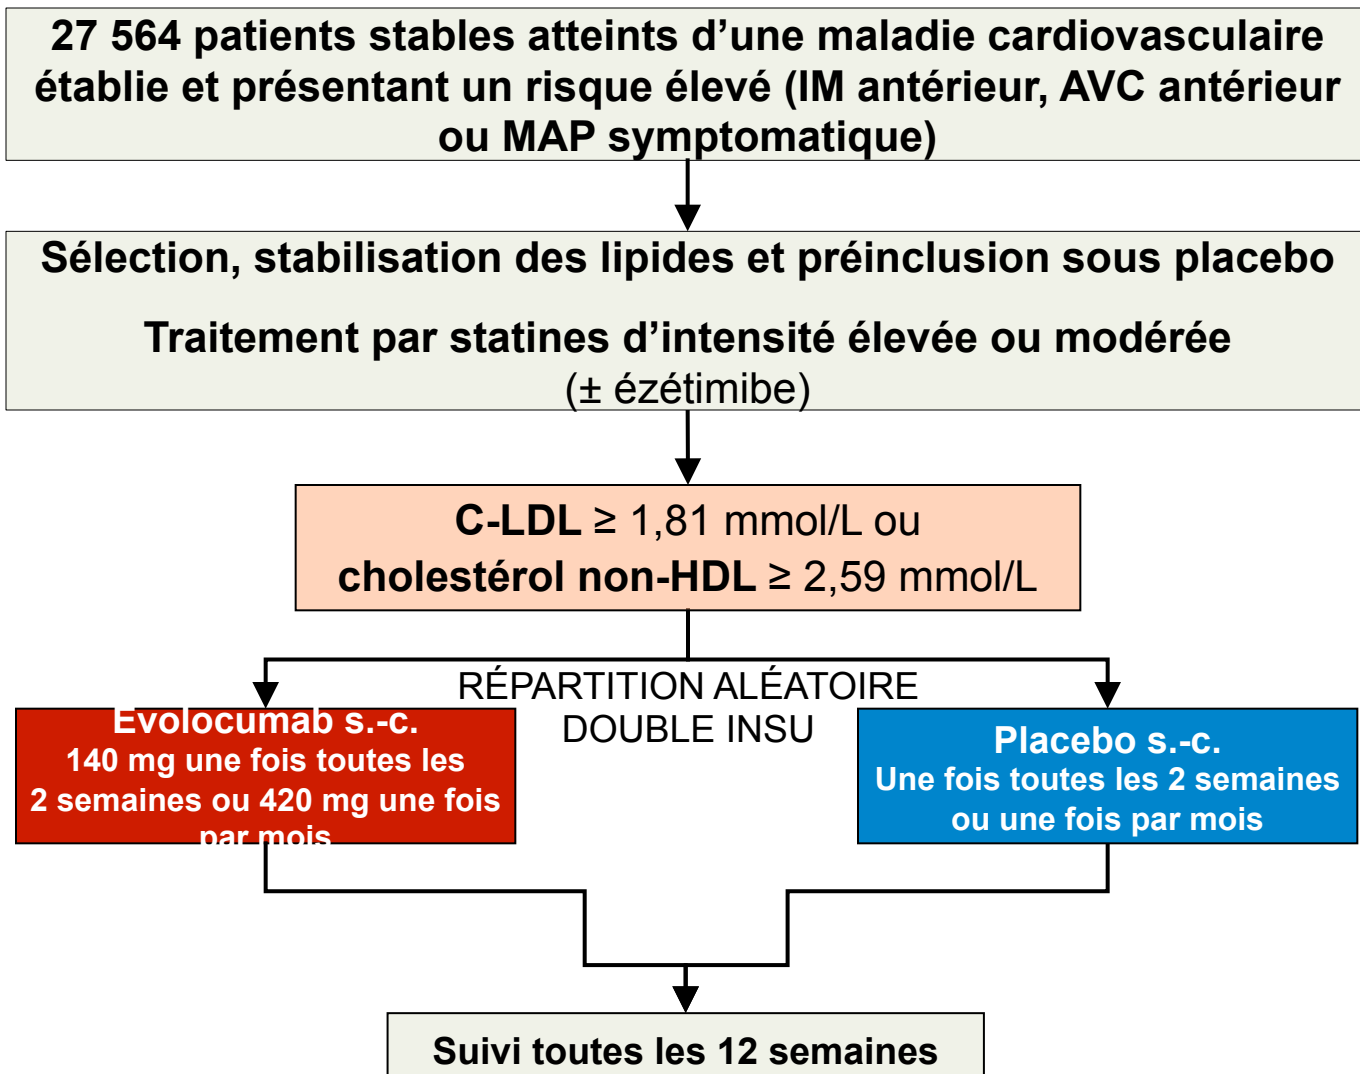 27 564 patients stables atteints d’une maladie cardiovasculaire
établie et présentant un risque élevé (IM antérieur, AVC antérieur
ou MAP symptomatique)
Sélection, stabilisation des lipides et préinclusion sous placebo
Traitement par statines d’intensité élevée ou modérée
(± ézétimibe)
C-LDL ≥ 1,81 mmol/L ou
cholestérol non-HDL ≥ 2,59 mmol/L
RÉPARTITION ALÉATOIRE
DOUBLE INSU
Evolocumab s.-c.
140 mg une fois toutes les
2 semaines ou 420 mg une fois
par mois
Placebo s.-c.
Une fois toutes les 2 semaines
ou une fois par mois
Suivi toutes les 12 semaines